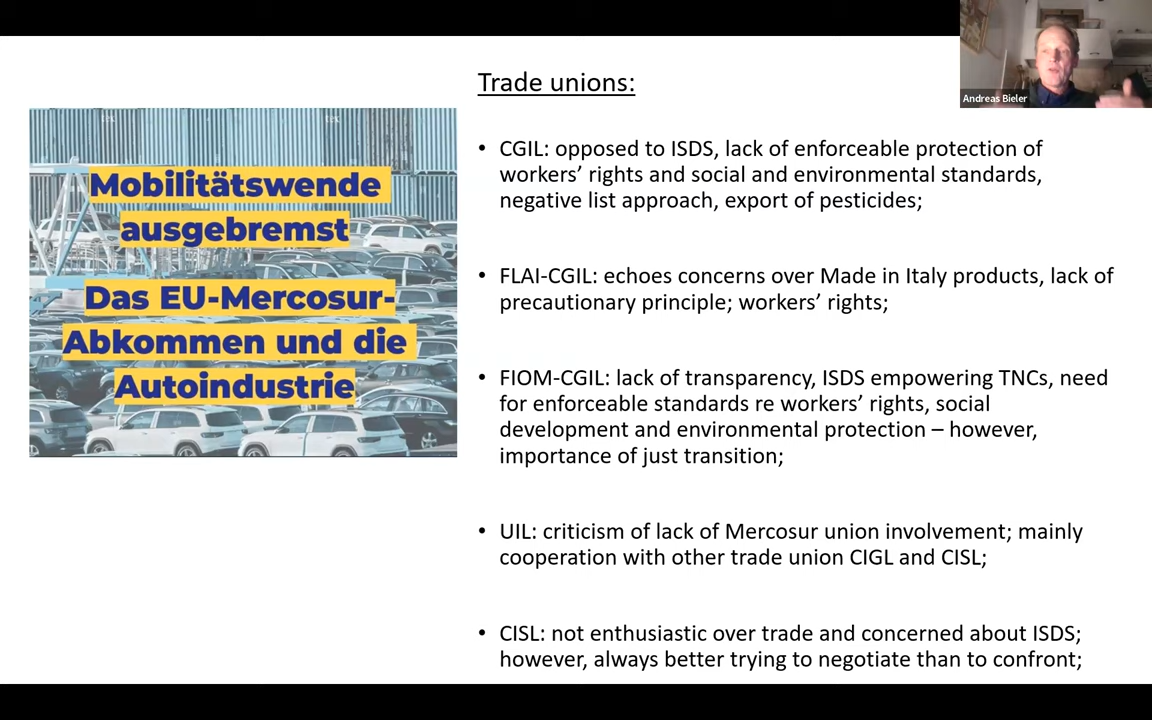 Trade unions:
Andreas Bieler
Mobilitätswende
ausgebremst
Das EU-Mercosur-
Abkommen und die
Autoindustrie
• CGIL: opposed to ISDS, lack of enforceable protection of
workers’ rights and social and environmental standards,
negative list approach, export of pesticides;
• FLAI-CGIL: echoes concerns over Made in Italy products, lack of
precautionary principle; workers’ rights;
• FIOM-CGIL: lack of transparency, ISDS empowering TNCs, need
for enforceable standards re workers’ rights, social
development and environmental protection – however,
importance of just transition;
• UIL: criticism of lack of Mercosur union involvement; mainly
cooperation with other trade union CIGL and CISL;
• CISL: not enthusiastic over trade and concerned about ISDS;
however, always better trying to negotiate than to confront;